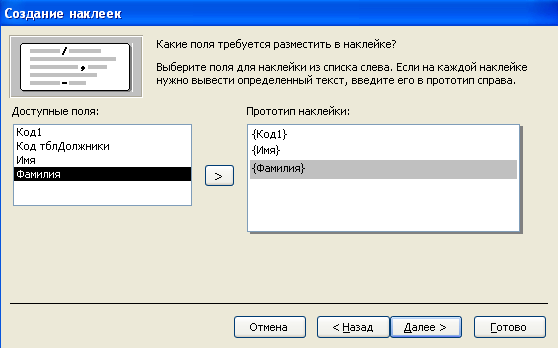 Создание наклеек
Какие поля требуется разместить в наклейке?
Выберите поля для наклейки из списка слева. Если на каждой наклейке
нужно вывести определенный текст, введите его в прототип справа.
Доступные поля:
Прототип наклейки:
Код1
Код тблДолжники
Имя
Фамилия
>
{Код1}
{Имя}
{Фамилия}
Отмена
< Назад
Далее >
Готово